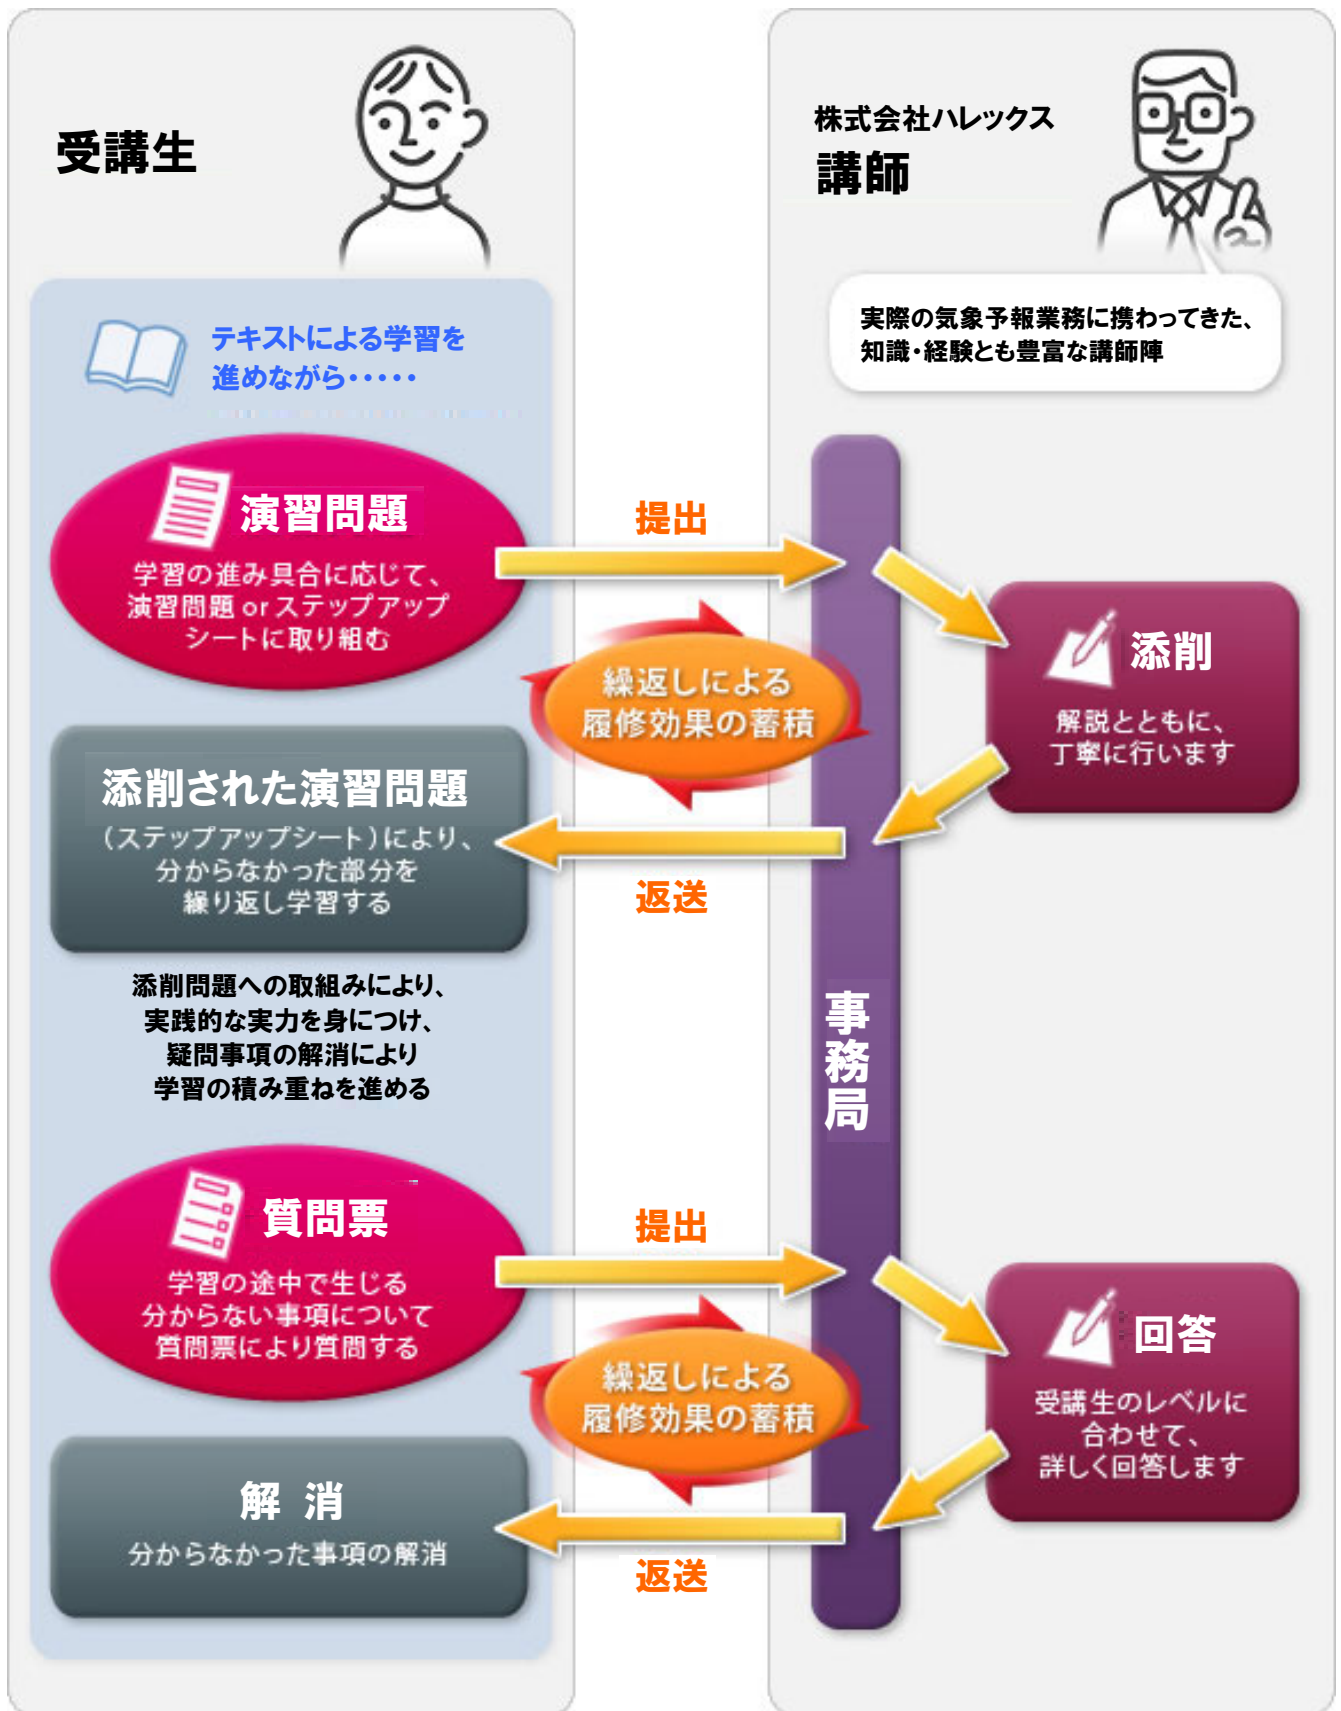 受講生
株式会社ハレックス
講師
実際の気象予報業務に携わってきた、
知識・経験とも豊富な講師陣
テキストによる学習を
進めながら・・・・・
演習問題
学習の進み具合に応じて、
演習問題 or ステップアップ
シートに取り組む
提出
添削
解説とともに、
丁寧に行います
繰返しによる
履修効果の蓄積
添削された演習問題
（ステップアップシート）により、
分からなかった部分を
繰り返し学習する
返送
添削問題への取組みにより、
実践的な実力を身につけ、
疑問事項の解消により
学習の積み重ねを進める
事務局
質問票
学習の途中で生じる
分からない事項について
質問票により質問する
提出
回答
受講生のレベルに
合わせて、
詳しく回答します
繰返しによる
履修効果の蓄積
解 消
分からなかった事項の解消
返送